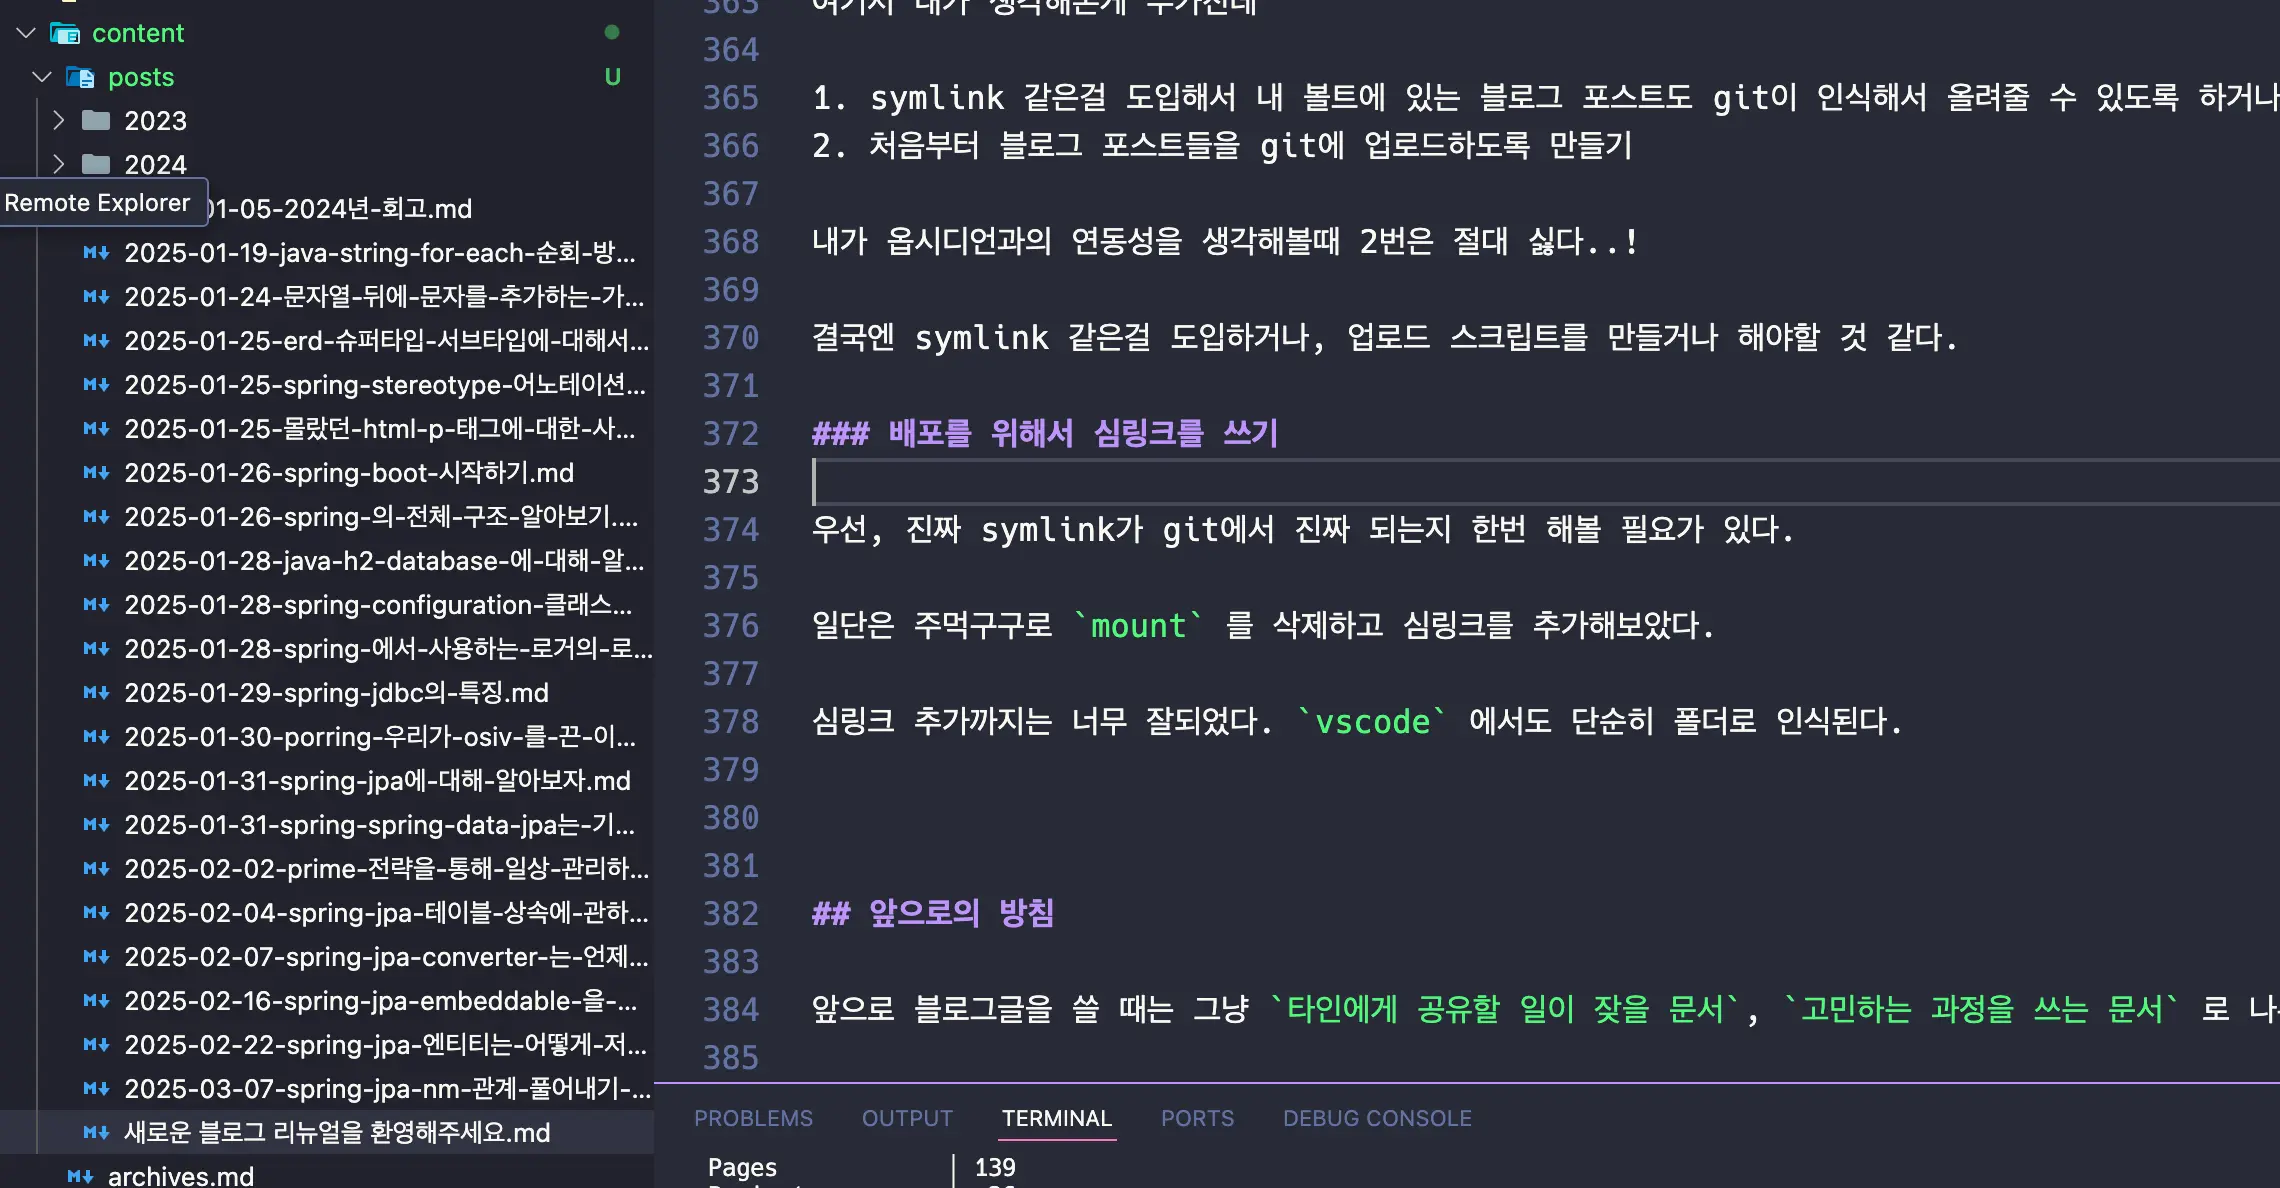 content
posts U
2023
2024
Remote Explorer
01-05-2024년-회고.md
2025-01-19-java-string-for-each-순회-방...
2025-01-24-문자열-뒤에-문자를-추가하는-가...
2025-01-25-erd-슈퍼타입-서브타입에-대해서...
2025-01-25-spring-stereotype-어노테이션...
2025-01-25-몰랐던-html-p-태그에-대한-사...
2025-01-26-spring-boot-시작하기.md
2025-01-26-spring-의-전체-구조-알아보기....
2025-01-28-java-h2-database-에-대해-알...
2025-01-28-spring-configuration-클래스...
2025-01-28-spring-에서-사용하는-로거의-로...
2025-01-29-spring-jdbc의-특징.md
2025-01-30-porring-우리가-osiv-를-끈-이...
2025-01-31-spring-jpa에-대해-알아보자.md
2025-01-31-spring-spring-data-jpa는-기...
2025-02-02-prime-전략을-통해-일상-관리하...
2025-02-04-spring-jpa-테이블-상속에-관하...
2025-02-07-spring-jpa-converter-는-언제...
2025-02-16-spring-jpa-embeddable-을-...
2025-02-22-spring-jpa-엔티티는-어떻게-저...
2025-03-07-spring-jpa-nm-관계-풀어내기-...
새로운 블로그 리뉴얼을 환영해주세요.md
archives.md
363 여기서 내가 생각해본게 두가진데
364
365 1. symlink 같은걸 도입해서 내 볼트에 있는 블로그 포스트도 git이 인식해서 올려줄 수 있도록 하거나
366 2. 처음부터 블로그 포스트들을 git에 업로드하도록 만들기
367
368 내가 옵시디언과의 연동성을 생각해볼때 2번은 절대 싫다..!
369
370 결국엔 symlink 같은걸 도입하거나, 업로드 스크립트를 만들거나 해야할 것 같다.
371
372 ### 배포를 위해서 심링크를 쓰기
373
374 우선, 진짜 symlink가 git에서 진짜 되는지 한번 해볼 필요가 있다.
375
376 일단은 주먹구구로 `mount` 를 삭제하고 심링크를 추가해보았다.
377
378 심링크 추가까지는 너무 잘되었다. `vscode` 에서도 단순히 폴더로 인식된다.
379
380
381
382 ## 앞으로의 방침
383
384 앞으로 블로그글을 쓸 때는 그냥 `타인에게 공유할 일이 잦을 문서`, `고민하는 과정을 쓰는 문서` 로 나
385
PROBLEMS OUTPUT TERMINAL PORTS DEBUG CONSOLE
Pages | 139